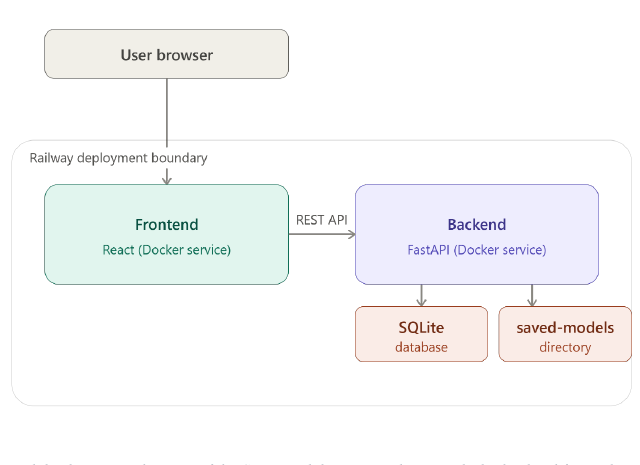 User browser
Railway deployment boundary
Frontend
React (Docker service)
REST API
Backend
FastAPI (Docker service)
SQLite
database
saved-models
directory